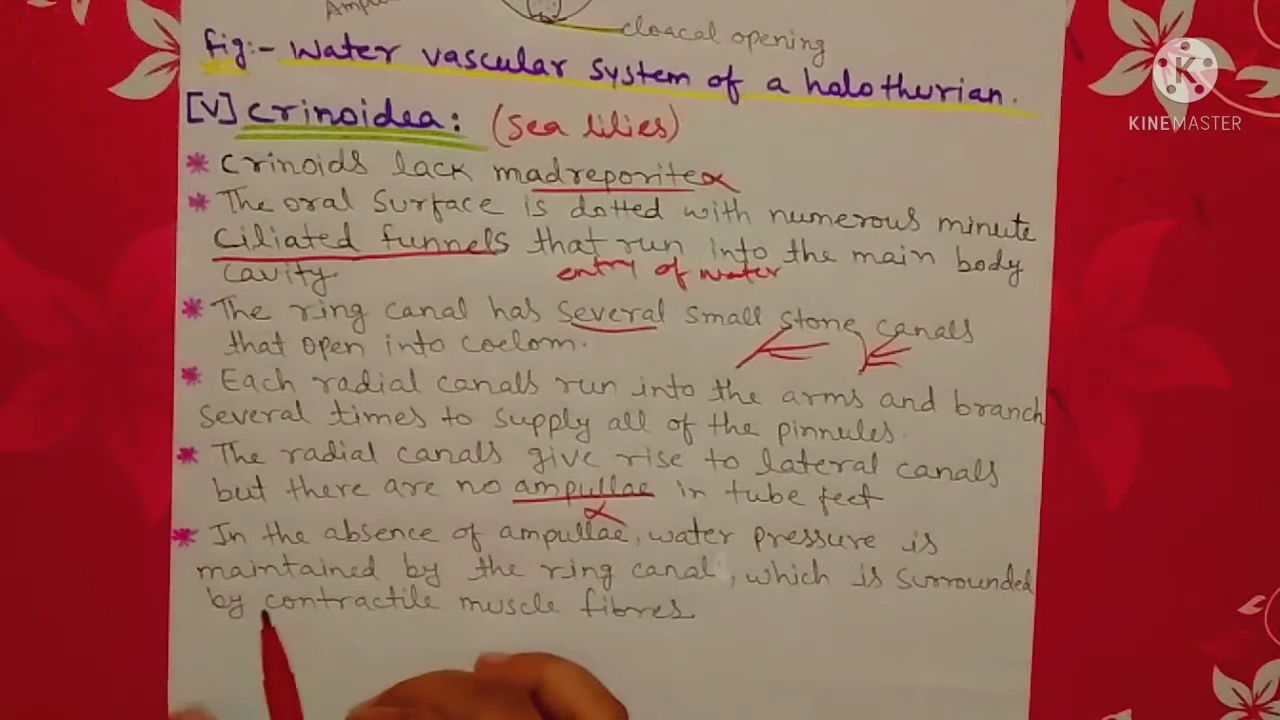 cloacal opening
Fig:- Water vascular system of a halothurian.
[V] Crinoidea: (Sea lilies)
* Crinoids lack madreporite
* The oral surface is dotted with numerous minute
ciliated funnels that run into the main body
cavity entry of water
* The ring canal has several small stone canals
that open into coelom.
* Each radial canals run into the arms and branch
several times to supply all of the pinnules.
* The radial canals give rise to lateral canals
but there are no ampullae in tube feet
* In the absence of ampullae, water pressure is
maintained by the ring canal, which is surrounded
by contractile muscle fibres
K
KINEMASTER